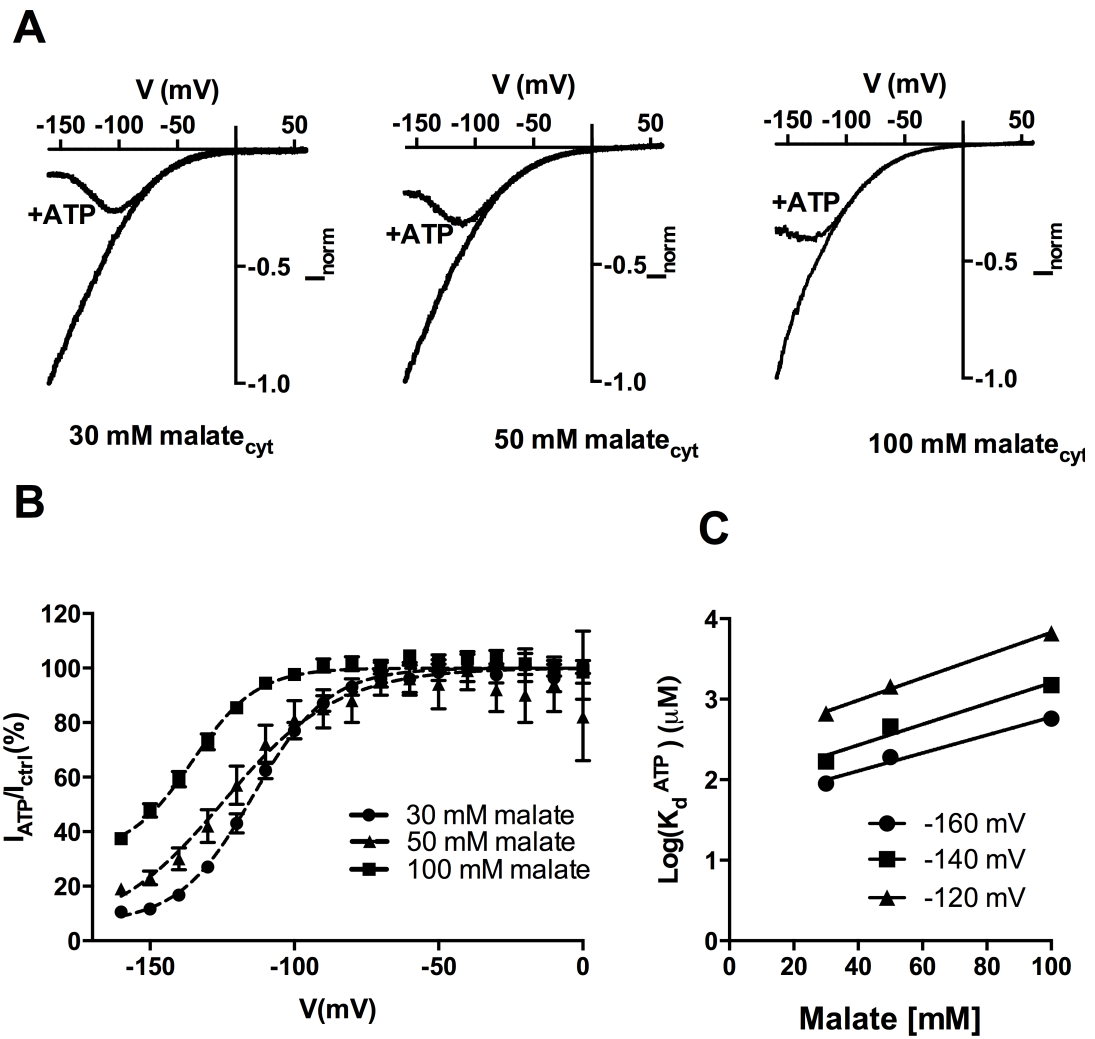 A
V (mV)
-150 -100 -50 50
+ATP
-0.5
Inorm
-1.0
30 mM malatecyt
V (mV)
-150 -100 -50 50
+ATP
-0.5
Inorm
-1.0
50 mM malatecyt
V (mV)
-150 -100 -50 50
+ATP
-0.5
Inorm
-1.0
100 mM malatecyt
B
120
100
80
60
40
20
0
IATP/Ictrl(%)
30 mM malate
50 mM malate
100 mM malate
-150 -100 -50 0
V(mV)
C
4
3
2
1
0
Log(KdATP) (μM)
-160 mV
-140 mV
-120 mV
0 20 40 60 80 100
Malate [mM]